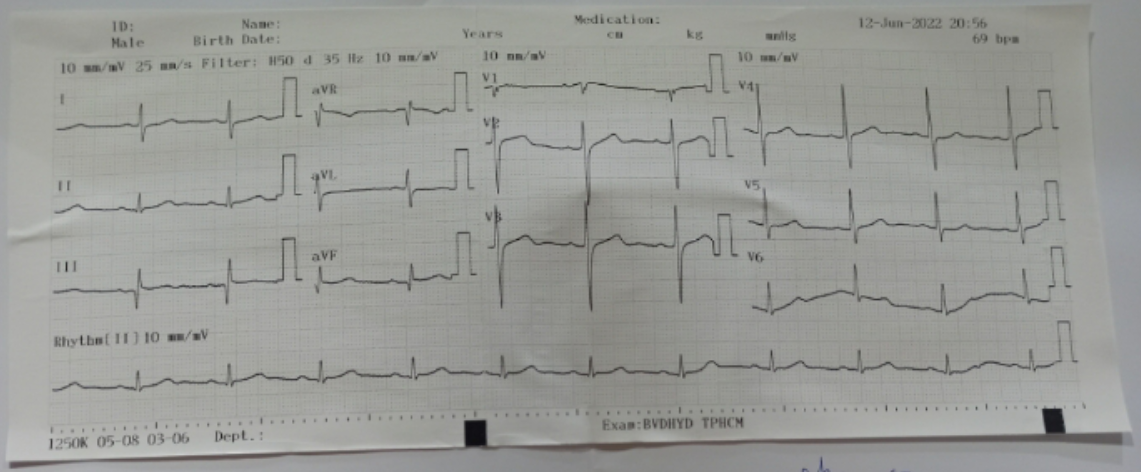 ID: Name: Medication: 12-Jun-2022 20:56
Male Birth Date: Years cm kg mmHg 69 bpm
10 mm/mV 25 mm/s Filter: H50 d 35 Hz 10 mm/mV 10 mm/mV 10 mm/mV
I aVR V1 V4
II aVL V2 V5
III aVF V3 V6
Rhythm(II)10 mm/mV
1250K 05-08 03-06 Dept.: Exam:BVDHYD TPHCM